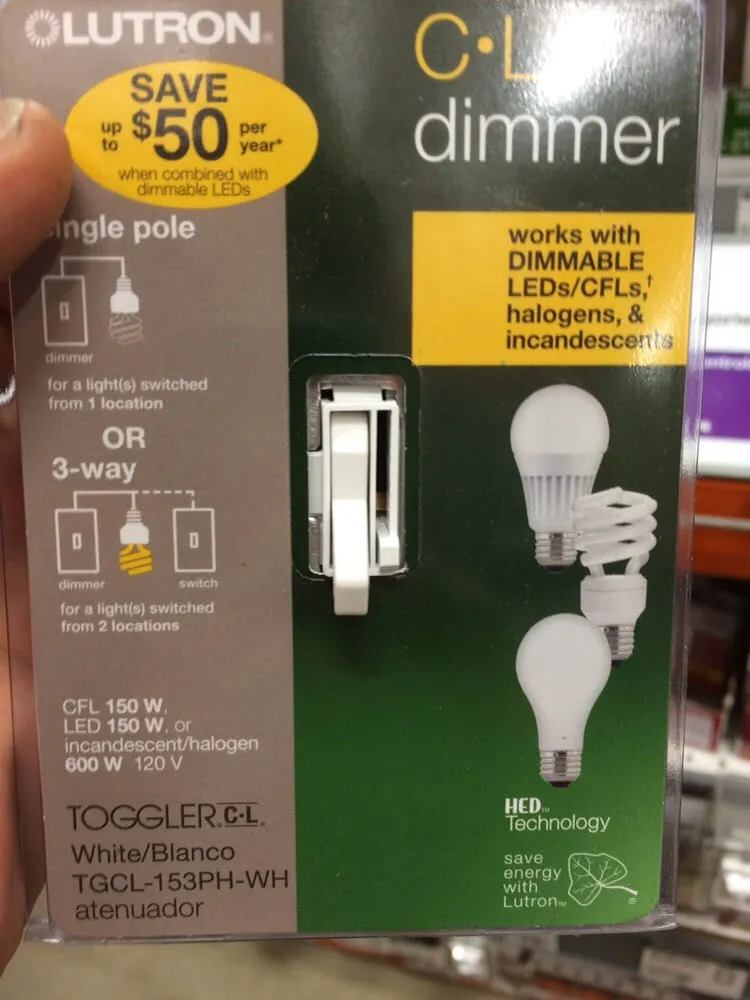 LUTRON
SAVE
up to $50 per year*
when combined with
dimmable LEDs
single pole
dimmer
for a light(s) switched
from 1 location
OR
3-way
dimmer
switch
for a light(s) switched
from 2 locations
CFL 150 W,
LED 150 W, or
incandescent/halogen
600 W 120 V
TOGGLER® C•L®
White/Blanco
TGCL-153PH-WH
atenuador
C•L
dimmer
works with
DIMMABLE
LEDs/CFLs,†
halogens, &
incandescents
HED™
Technology
save
energy
with
Lutron™